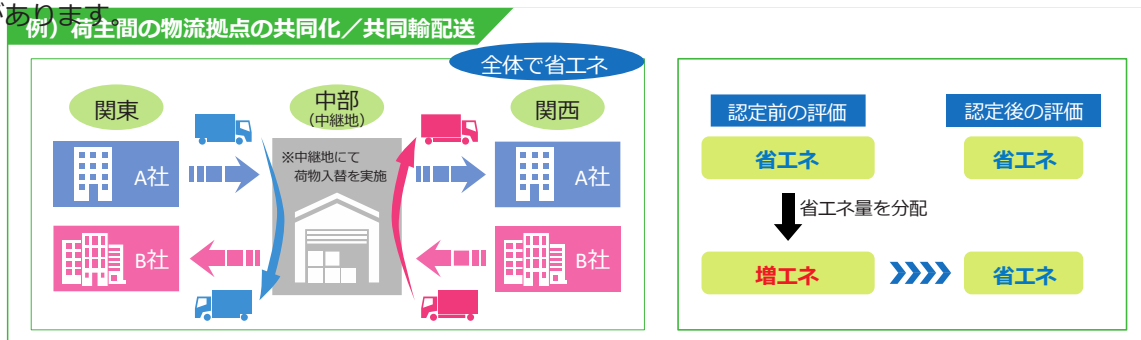 があります。
例）荷主間の物流拠点の共同化／共同輸配送
全体で省エネ
関東
中部
（中継地）
関西
※中継地にて
荷物入替を実施
A社
A社
B社
B社
認定前の評価
認定後の評価
省エネ
省エネ
省エネ量を分配
増エネ
省エネ